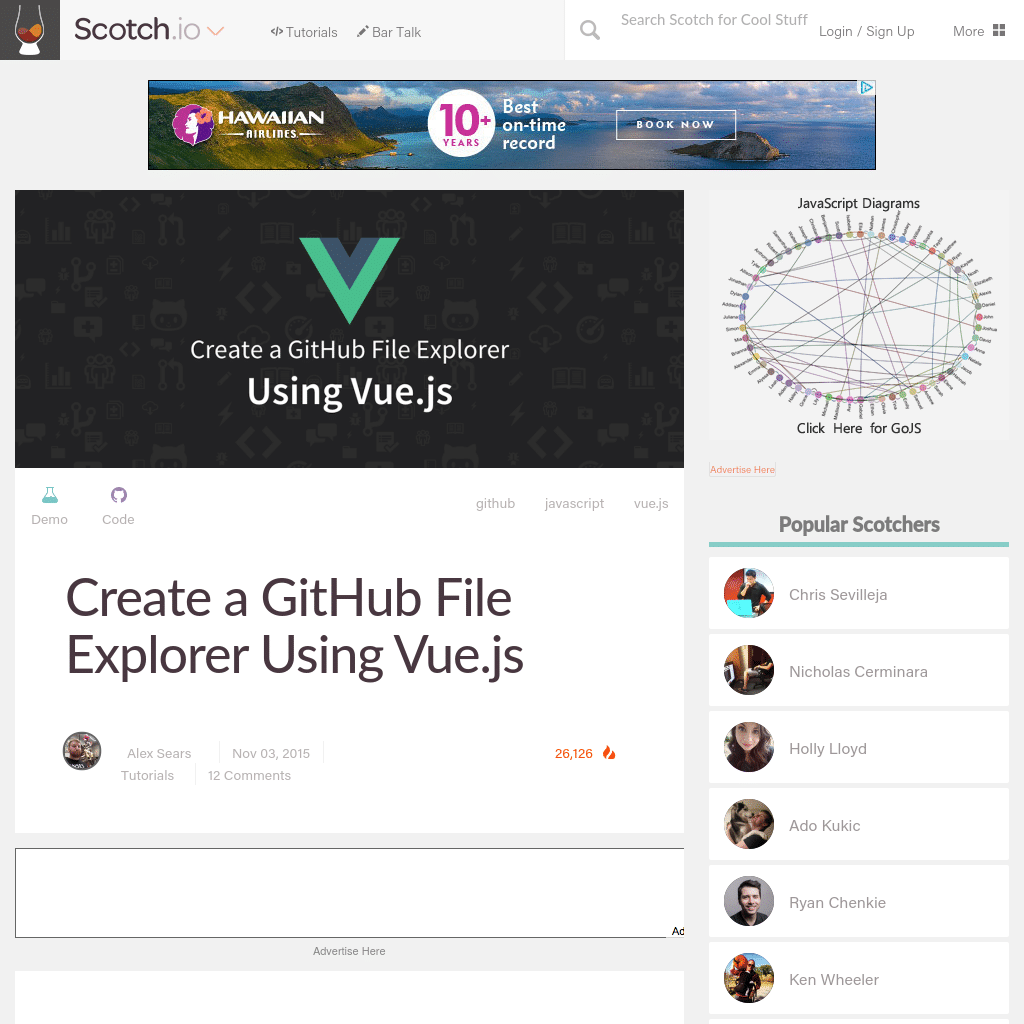 Scotch.io
Tutorials
Bar Talk
Search Scotch for Cool Stuff
Login / Sign Up
More
HAWAIIAN
AIRLINES
10+
YEARS
Best
on-time
record
BOOK NOW
Create a GitHub File Explorer
Using Vue.js
Demo
Code
github
javascript
vue.js
Create a GitHub File
Explorer Using Vue.js
Alex Sears
Nov 03, 2015
Tutorials
12 Comments
26,126
Ad
Advertise Here
JavaScript Diagrams
Click Here for GoJS
Advertise Here
Popular Scotchers
Chris Sevilleja
Nicholas Cerminara
Holly Lloyd
Ado Kukic
Ryan Chenkie
Ken Wheeler